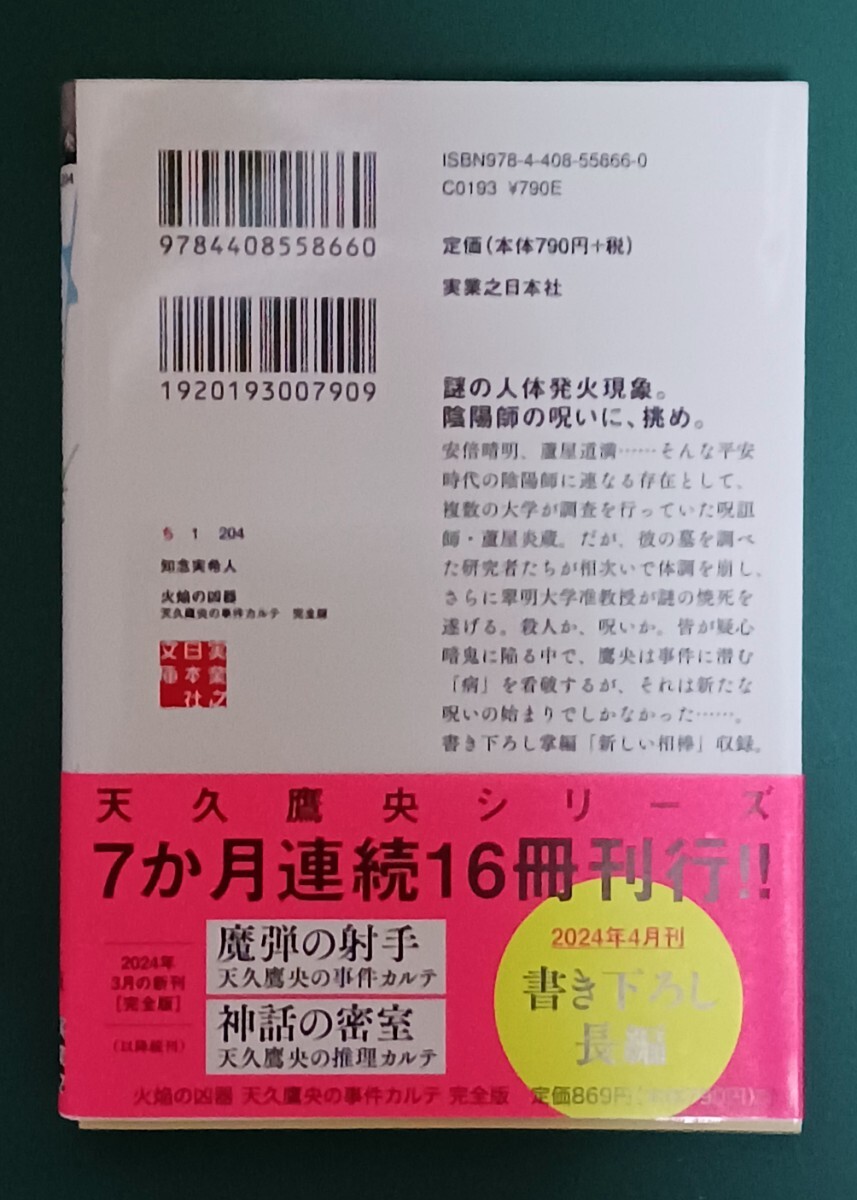 9784408558660
1920193007909
ISBN978-4-408-55866-0
C0193 ¥790E
定価(本体790円+税)
実業之日本社
謎の人体発火現象。
陰陽師の呪いに、挑め。
安倍晴明、蘆屋道満……そんな平安
時代の陰陽師に連なる存在として、
複数の大学が調査を行っていた呪詛
師・蘆屋炎蔵。だが、彼の墓を調べ
た研究者たちが相次いで体調を崩し、
さらに翠明大学准教授が謎の焼死を
遂げる。殺人か、呪いか。皆が疑心
暗鬼に陥る中で、鷹央は事件に潜む
「病」を看破するが、それは新たな
呪いの始まりでしかなかった……。
書き下ろし掌編「新しい相棒」収録。
ち 1 204
知念実希人
火焔の凶器
天久鷹央の事件カルテ 完全版
実業之
日本社
文庫
天久鷹央シリーズ
7か月連続16冊刊行!!
2024年
3月の新刊
[完全版]
(以降続刊)
魔弾の射手
天久鷹央の事件カルテ
神話の密室
天久鷹央の推理カルテ
2024年4月刊
書き下ろし
長編
火焔の凶器 天久鷹央の事件カルテ 完全版 定価869円(本体790円)